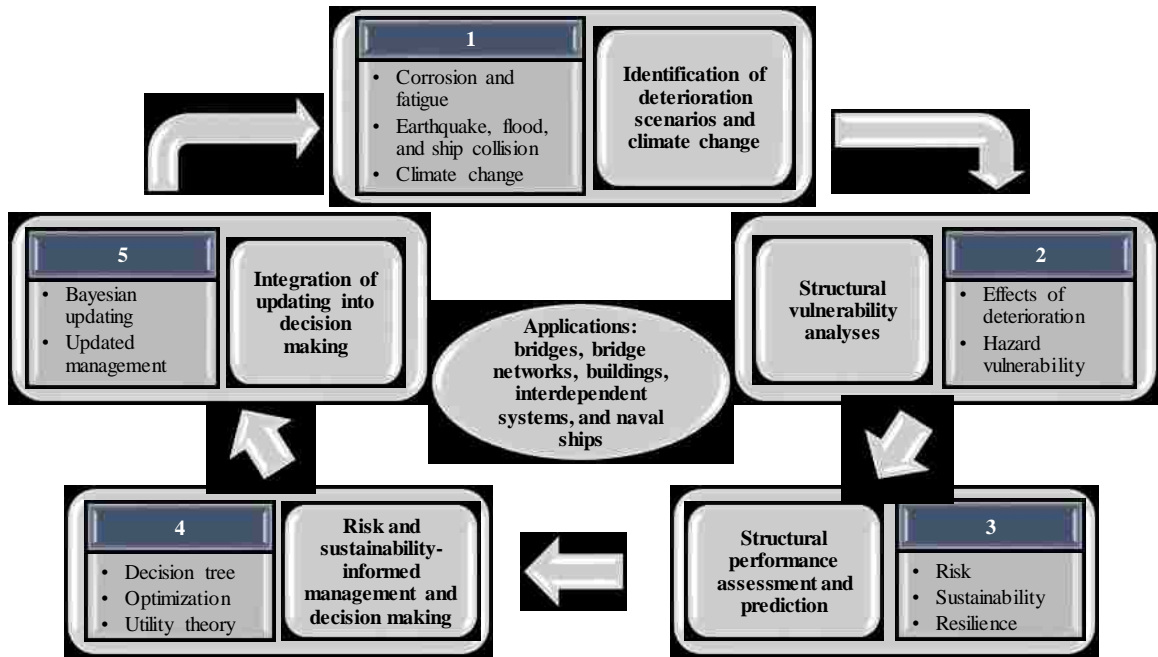 1
• Corrosion and
fatigue
• Earthquake, flood,
and ship collision
• Climate change
Identification of
deterioration
scenarios and
climate change
Structural
vulnerability
analyses
2
• Effects of
deterioration
• Hazard
vulnerability
Structural
performance
assessment and
prediction
3
• Risk
• Sustainability
• Resilience
4
• Decision tree
• Optimization
• Utility theory
Risk and
sustainability-
informed
management and
decision making
5
• Bayesian
updating
• Updated
management
Integration of
updating into
decision
making
Applications:
bridges, bridge
networks, buildings,
interdependent
systems, and naval
ships